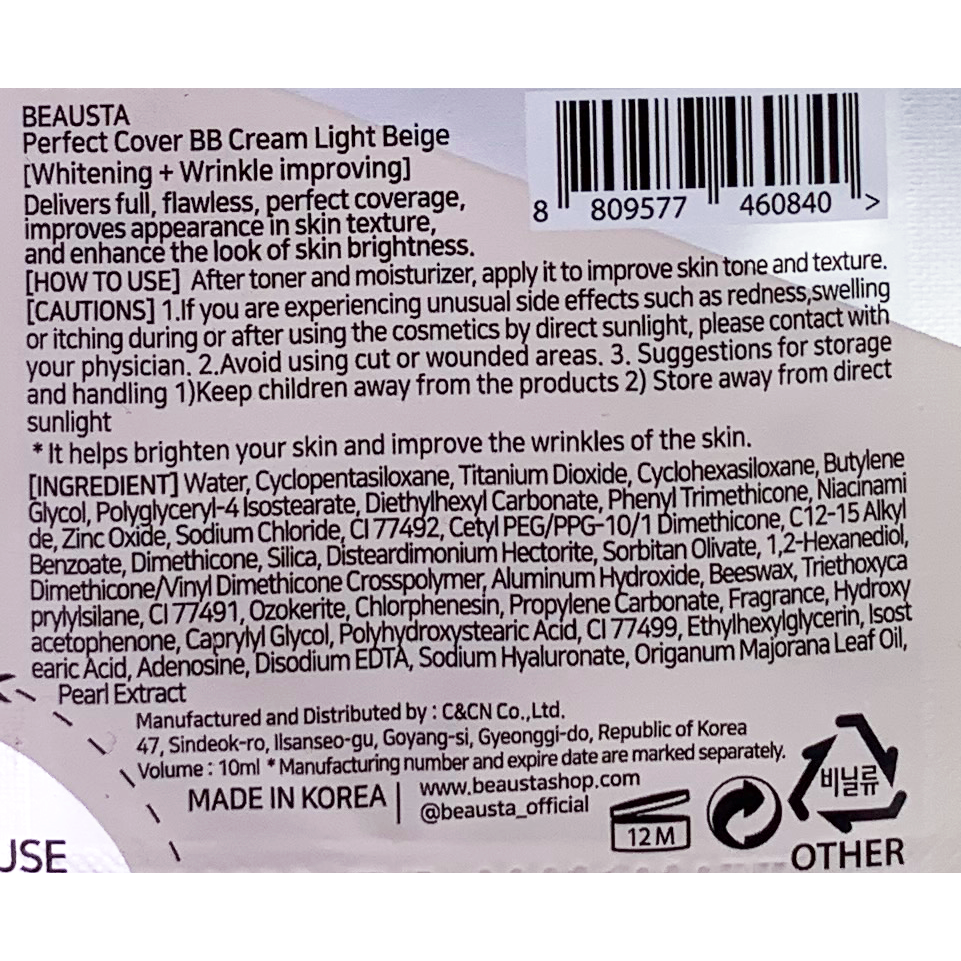 BEAUSTA
Perfect Cover BB Cream Light Beige
[Whitening + Wrinkle improving]
Delivers full, flawless, perfect coverage,
improves appearance in skin texture,
and enhance the look of skin brightness.
8 809577 460840 >
[HOW TO USE] After toner and moisturizer, apply it to improve skin tone and texture.
[CAUTIONS] 1.If you are experiencing unusual side effects such as redness,swelling
or itching during or after using the cosmetics by direct sunlight, please contact with
your physician. 2.Avoid using cut or wounded areas. 3. Suggestions for storage
and handling 1)Keep children away from the products 2) Store away from direct
sunlight
* It helps brighten your skin and improve the wrinkles of the skin.
[INGREDIENT] Water, Cyclopentasiloxane, Titanium Dioxide, Cyclohexasiloxane, Butylene
Glycol, Polyglyceryl-4 Isostearate, Diethylhexyl Carbonate, Phenyl Trimethicone, Niacinami
de, Zinc Oxide, Sodium Chloride, CI 77492, Cetyl PEG/PPG-10/1 Dimethicone, C12-15 Alkyl
Benzoate, Dimethicone, Silica, Disteardimonium Hectorite, Sorbitan Olivate, 1,2-Hexanediol,
Dimethicone/Vinyl Dimethicone Crosspolymer, Aluminum Hydroxide, Beeswax, Triethoxyca
prylylsilane, CI 77491, Ozokerite, Chlorphenesin, Propylene Carbonate, Fragrance, Hydroxy
acetophenone, Caprylyl Glycol, Polyhydroxystearic Acid, CI 77499, Ethylhexylglycerin, Isost
earic Acid, Adenosine, Disodium EDTA, Sodium Hyaluronate, Origanum Majorana Leaf Oil,
Pearl Extract
Manufactured and Distributed by : C&CN Co.,Ltd.
47, Sindeok-ro, Ilsanseo-gu, Goyang-si, Gyeonggi-do, Republic of Korea
Volume : 10ml * Manufacturing number and expire date are marked separately.
MADE IN KOREA
www.beaustashop.com
@beausta_official
12M
비닐류
OTHER
USE